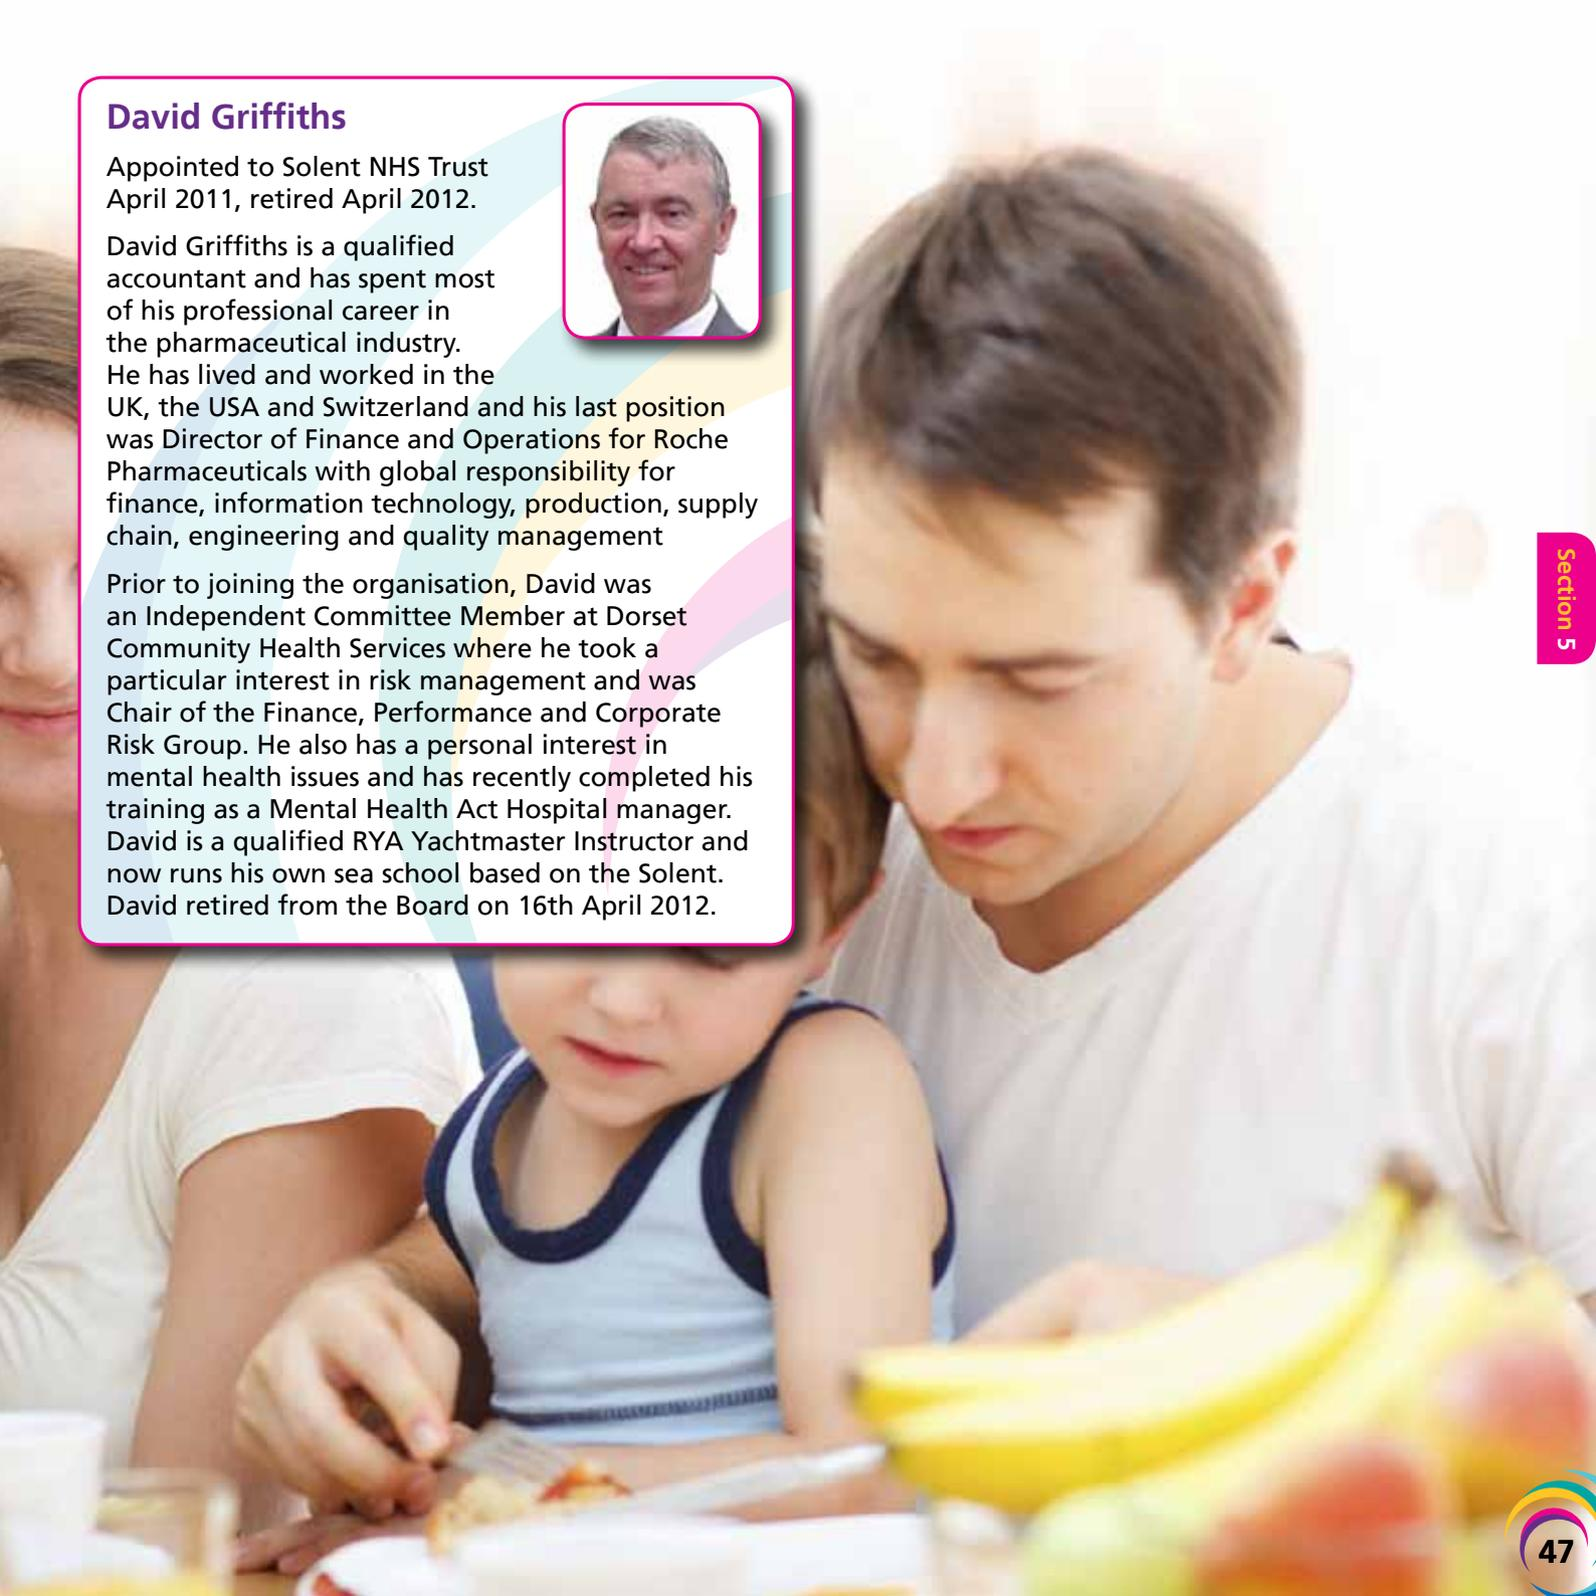 David Griffiths
Appointed to Solent NHS Trust
April 2011, retired April 2012.
David Griffiths is a qualified
accountant and has spent most
of his professional career in
the pharmaceutical industry.
He has lived and worked in the
UK, the USA and Switzerland and his last position
was Director of Finance and Operations for Roche
Pharmaceuticals with global responsibility for
finance, information technology, production, supply
chain, engineering and quality management
Prior to joining the organisation, David was
an Independent Committee Member at Dorset
Community Health Services where he took a
particular interest in risk management and was
Chair of the Finance, Performance and Corporate
Risk Group. He also has a personal interest in
mental health issues and has recently completed his
training as a Mental Health Act Hospital manager.
David is a qualified RYA Yachtmaster Instructor and
now runs his own sea school based on the Solent.
David retired from the Board on 16th April 2012.
Section 5
47